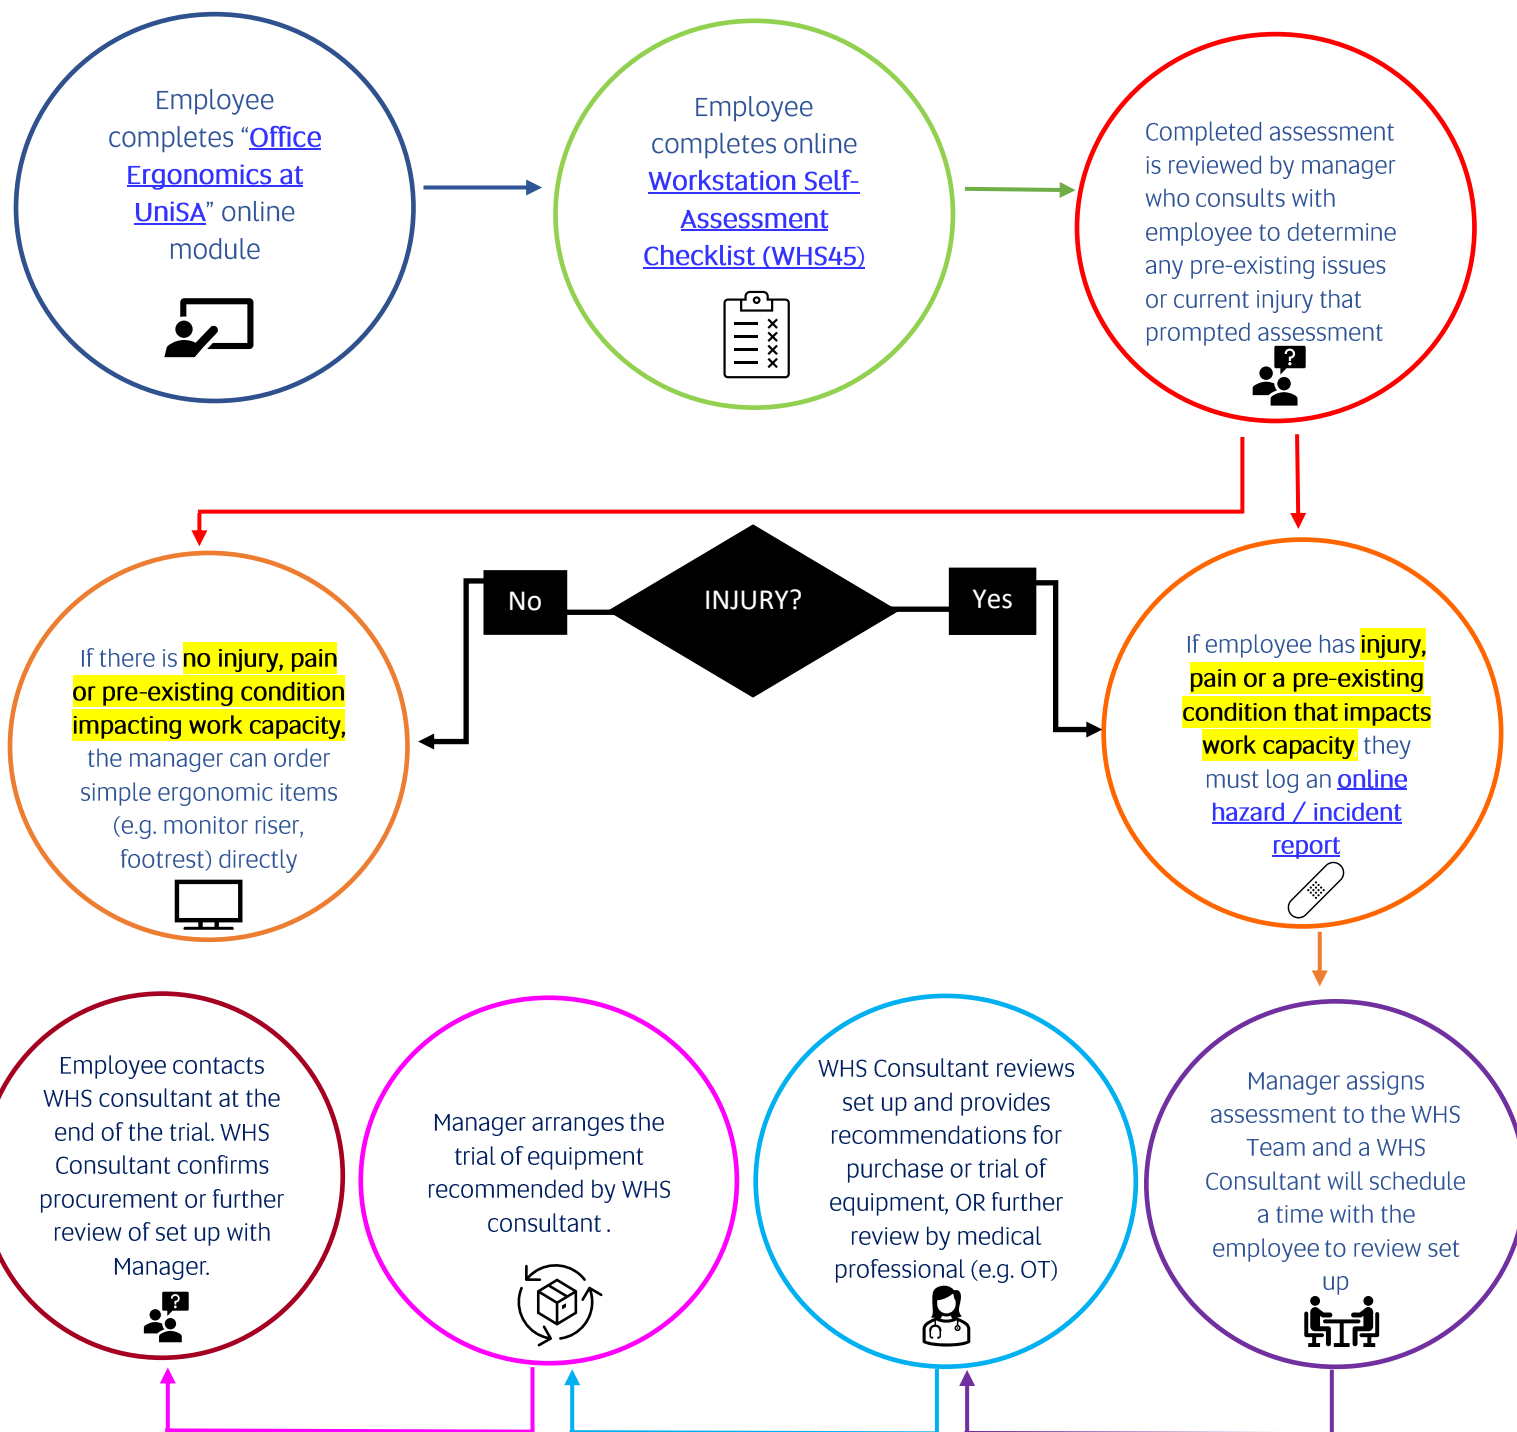 Employee
completes “Office
Ergonomics at
UniSA” online
module
Employee
completes online
Workstation Self-
Assessment
Checklist (WHS45)
Completed assessment
is reviewed by manager
who consults with
employee to determine
any pre-existing issues
or current injury that
prompted assessment
?
No
INJURY?
Yes
If there is no injury, pain
or pre-existing condition
impacting work capacity,
the manager can order
simple ergonomic items
(e.g. monitor riser,
footrest) directly
If employee has injury,
pain or a pre-existing
condition that impacts
work capacity they
must log an online
hazard / incident
report
Employee contacts
WHS consultant at the
end of the trial. WHS
Consultant confirms
procurement or further
review of set up with
Manager.
?
Manager arranges the
trial of equipment
recommended by WHS
consultant .
WHS Consultant reviews
set up and provides
recommendations for
purchase or trial of
equipment, OR further
review by medical
professional (e.g. OT)
Manager assigns
assessment to the WHS
Team and a WHS
Consultant will schedule
a time with the
employee to review set
up